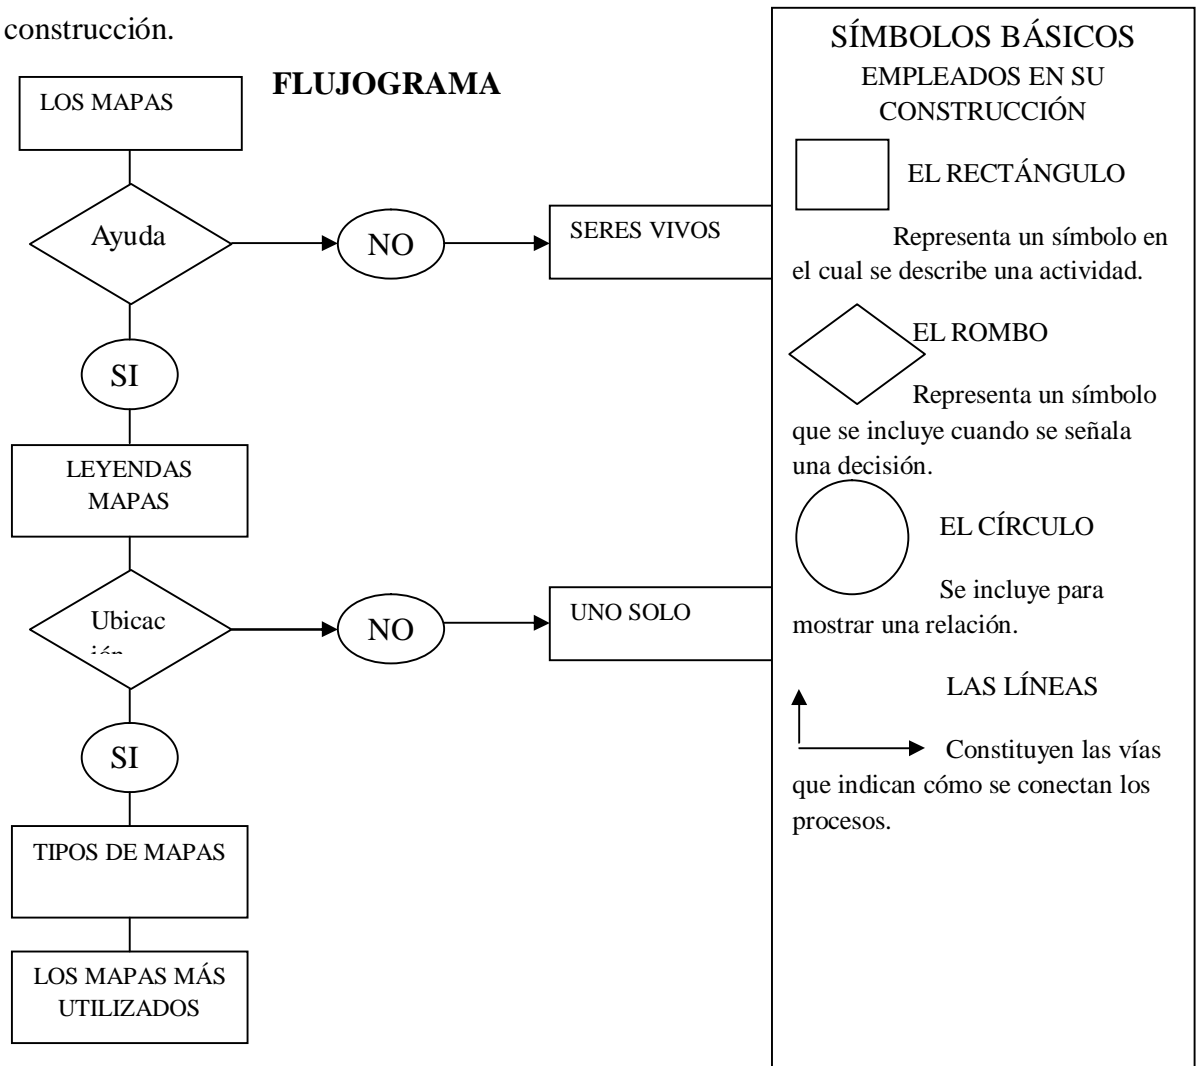 construcción.
FLUJOGRAMA
LOS MAPAS
Ayuda
NO
SERES VIVOS
SI
LEYENDAS
MAPAS
Ubicac
ión
NO
UNO SOLO
SI
TIPOS DE MAPAS
LOS MAPAS MÁS
UTILIZADOS
SÍMBOLOS BÁSICOS
EMPLEADOS EN SU
CONSTRUCCIÓN
EL RECTÁNGULO
Representa un símbolo en
el cual se describe una actividad.
EL ROMBO
Representa un símbolo
que se incluye cuando se señala
una decisión.
EL CÍRCULO
Se incluye para
mostrar una relación.
LAS LÍNEAS
Constituyen las vías
que indican cómo se conectan los
procesos.